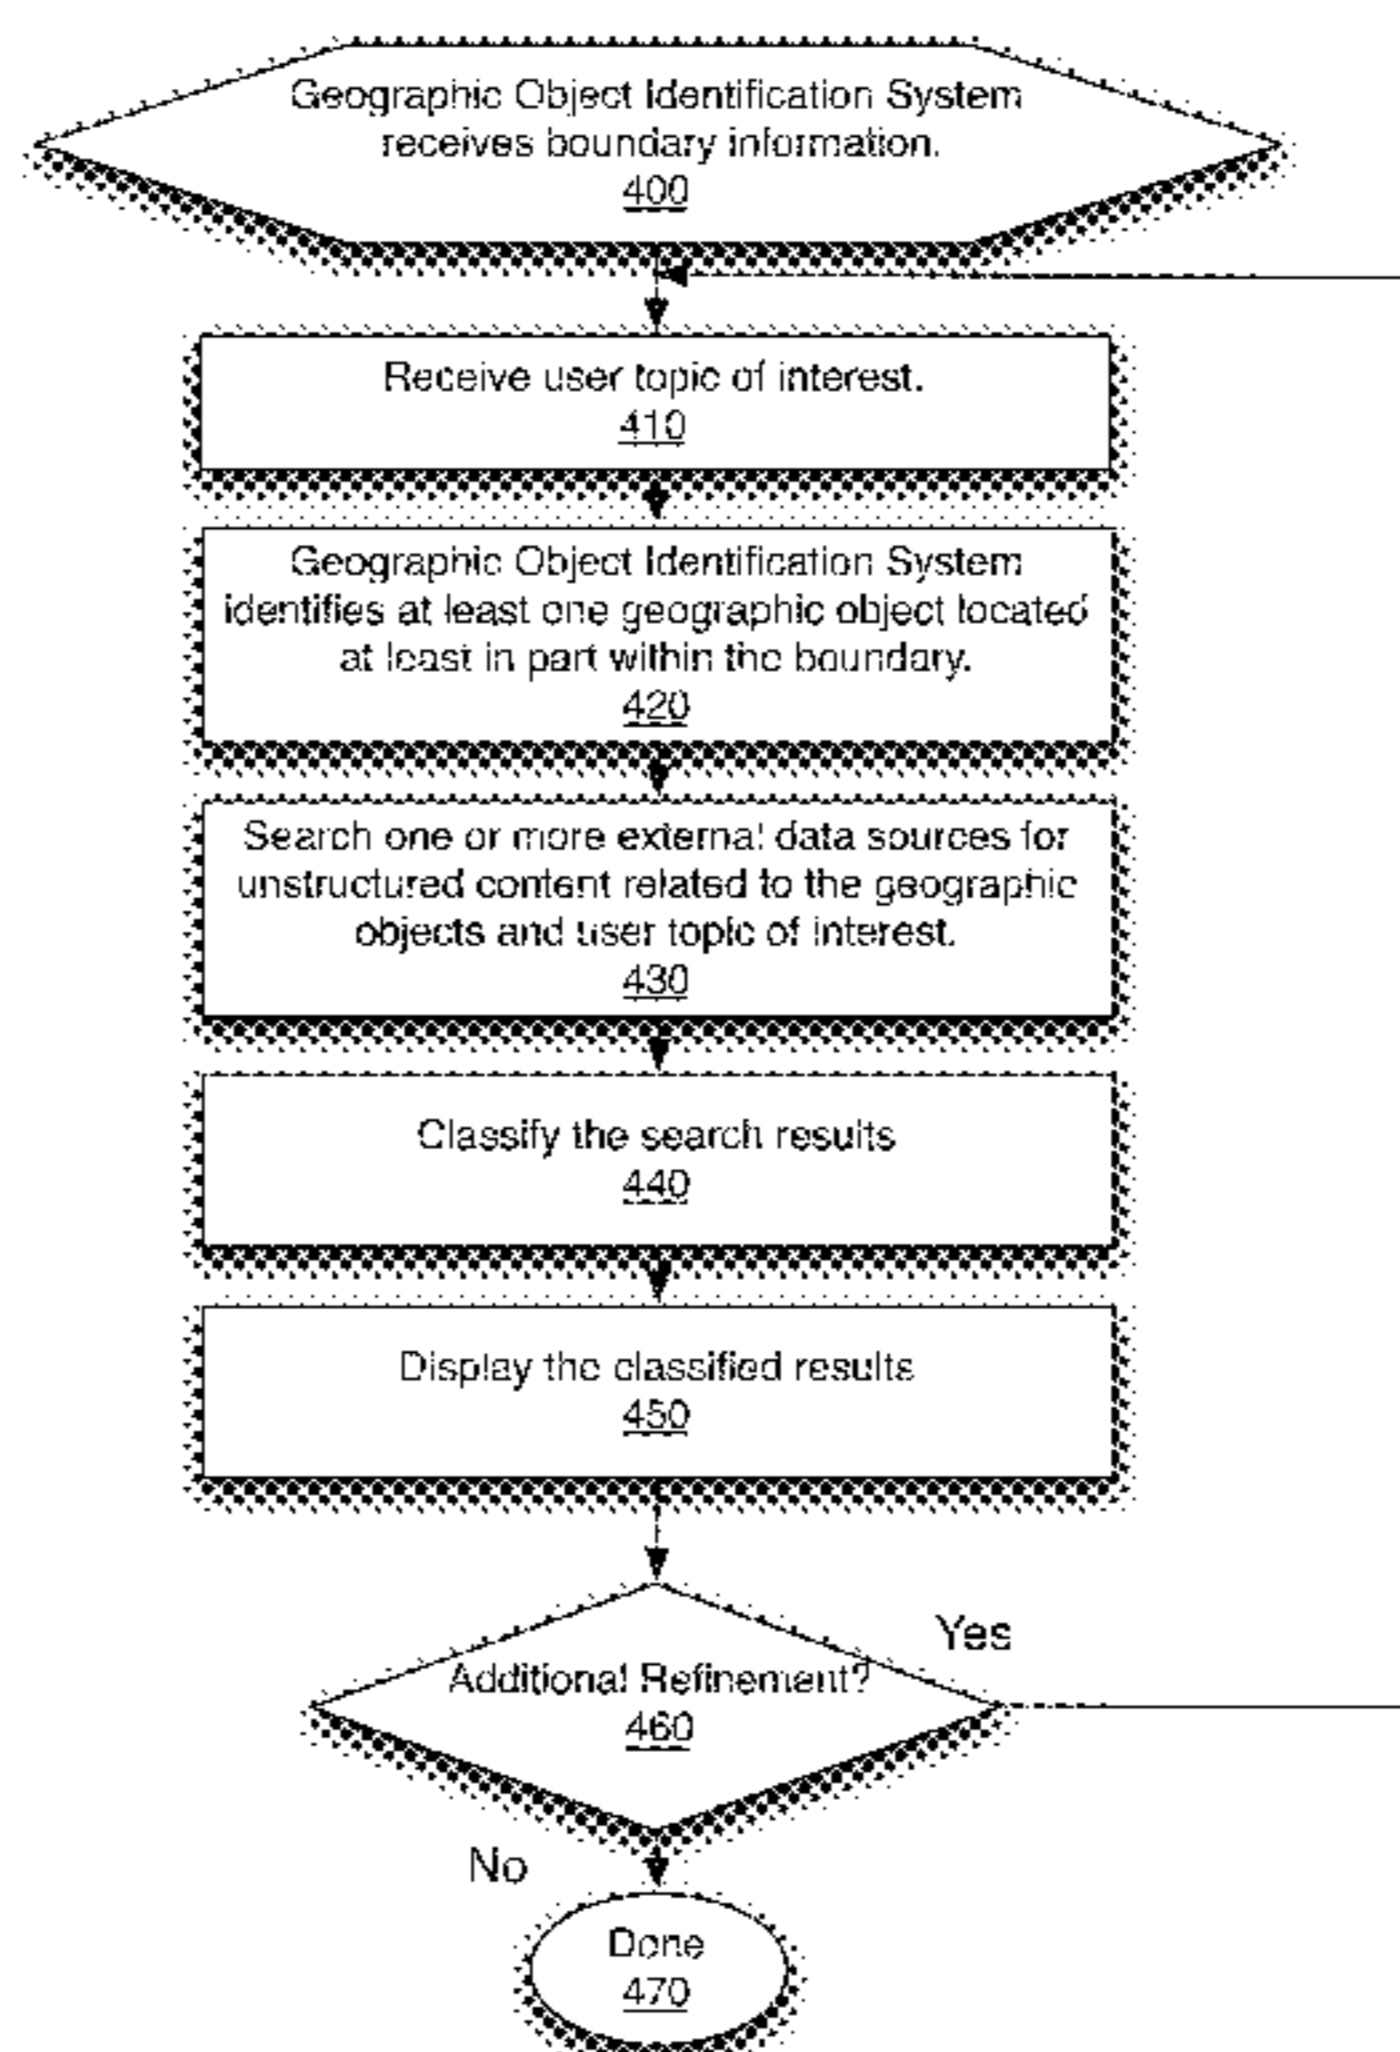 Geographic Object Identification System
receives boundary information.
400
Receive user topic of interest.
410
Geographic Object Identification System
identifies at least one geographic object located
at least in part within the boundary.
420
Search one or more external data sources for
unstructured content related to the geographic
objects and user topic of interest.
430
Classify the search results
440
Display the classified results
450
Yes
Additional Refinement?
460
No
Done
470